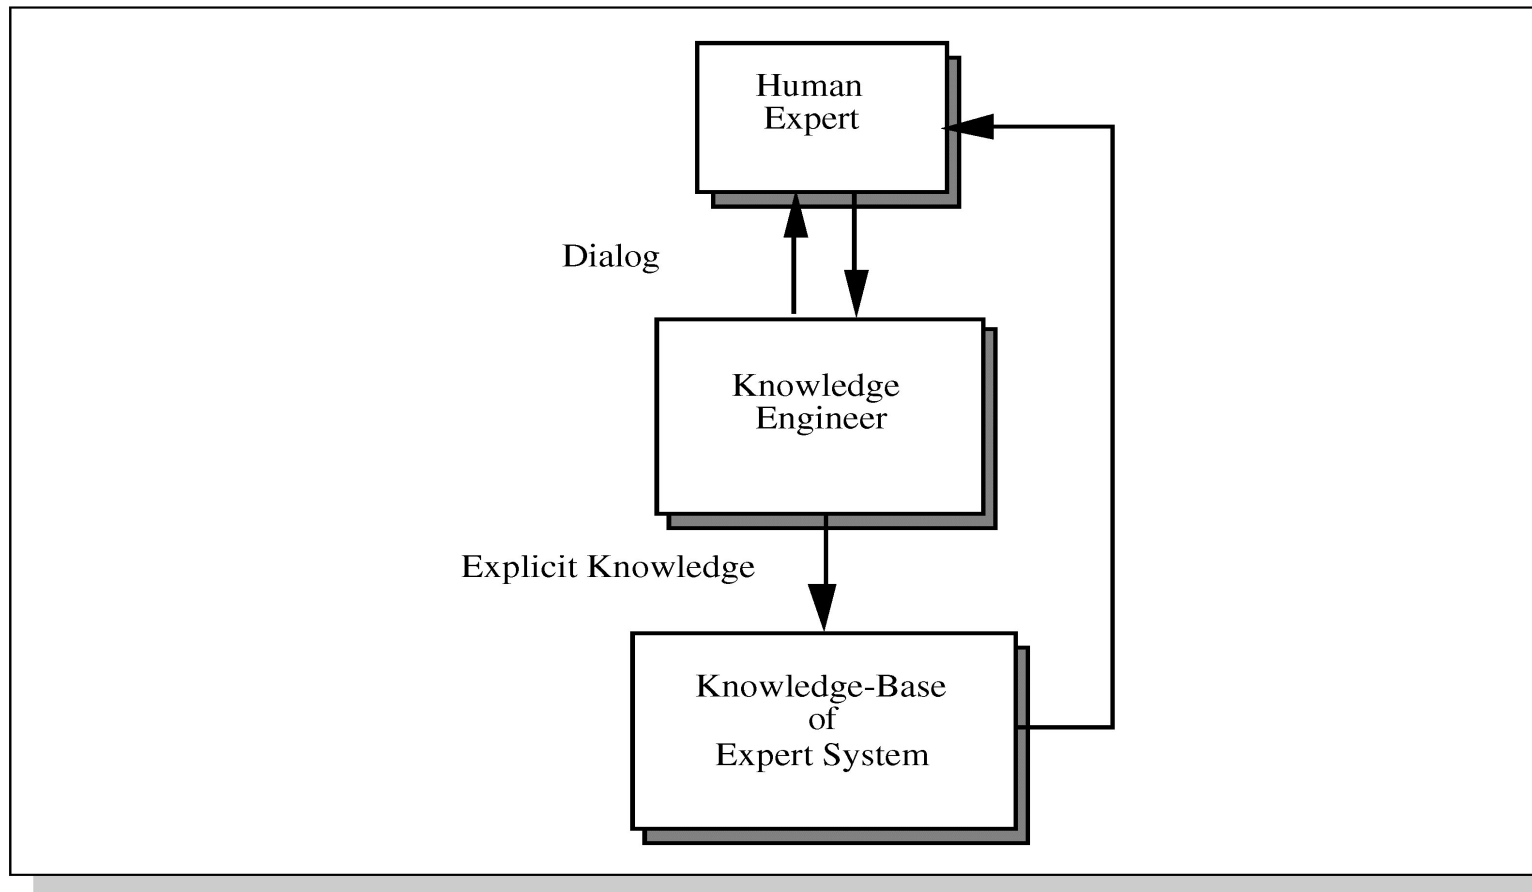 Human
Expert
Dialog
Knowledge
Engineer
Explicit Knowledge
Knowledge-Base
of
Expert System